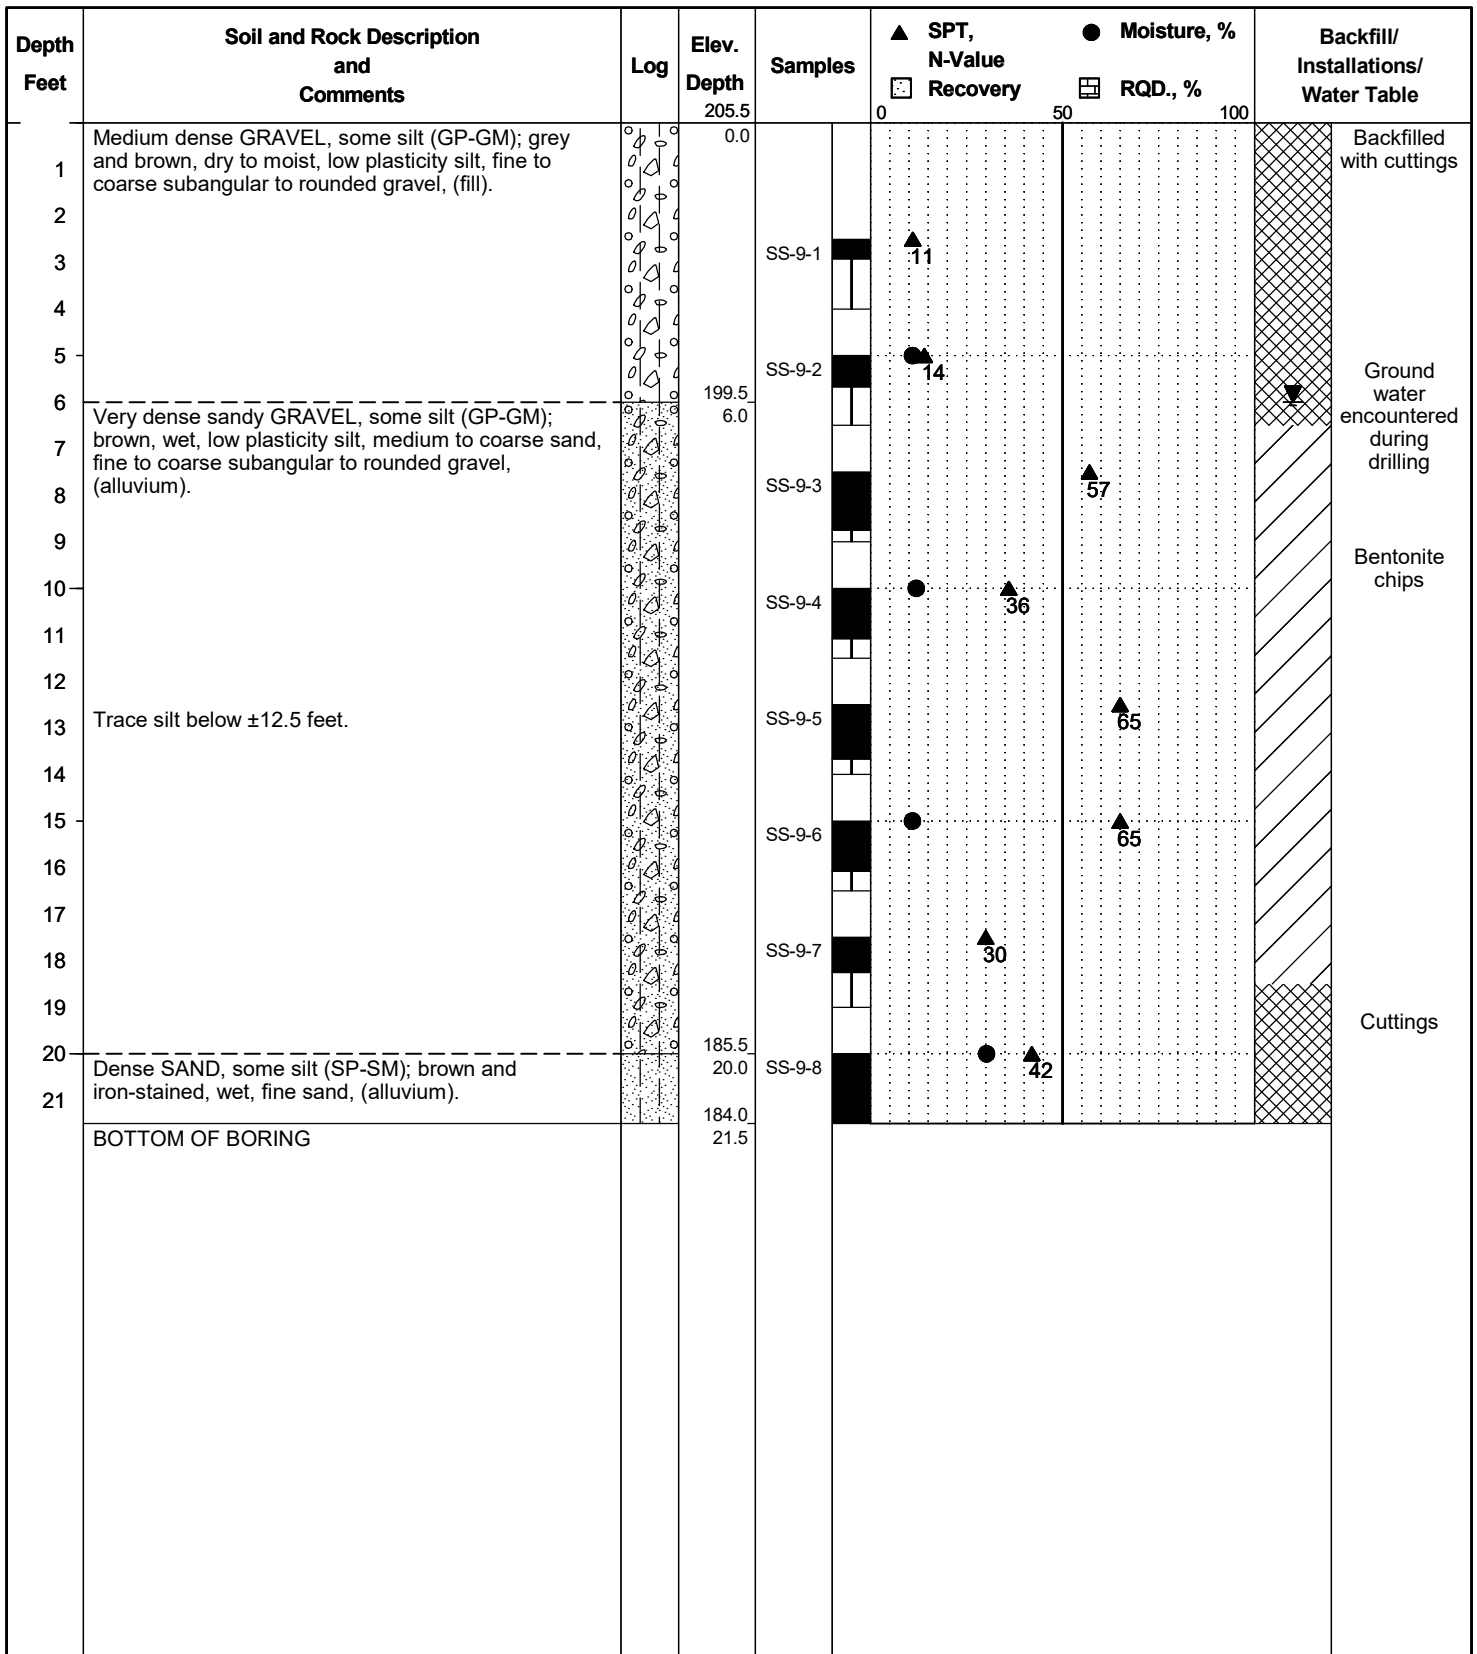 Depth
Feet
Soil and Rock Description
and
Comments
Log
Elev.
Depth
205.5
Samples
SPT,
N-Value
Moisture, %
Recovery
RQD., %
0 50 100
Backfill/
Installations/
Water Table
0.0
Medium dense GRAVEL, some silt (GP-GM); grey
and brown, dry to moist, low plasticity silt, fine to
coarse subangular to rounded gravel, (fill).
Backfilled
with cuttings
1
2
SS-9-1
11
3
4
5
SS-9-2
14
Ground
water
encountered
during
drilling
199.5
6
6.0
Very dense sandy GRAVEL, some silt (GP-GM);
brown, wet, low plasticity silt, medium to coarse sand,
fine to coarse subangular to rounded gravel,
(alluvium).
7
8
SS-9-3
57
9
Bentonite
chips
10
SS-9-4
36
11
12
Trace silt below ±12.5 feet.
13
SS-9-5
65
14
15
SS-9-6
65
16
17
18
SS-9-7
30
19
Cuttings
185.5
20
20.0
Dense SAND, some silt (SP-SM); brown and
iron-stained, wet, fine sand, (alluvium).
SS-9-8
42
21
184.0
BOTTOM OF BORING
21.5